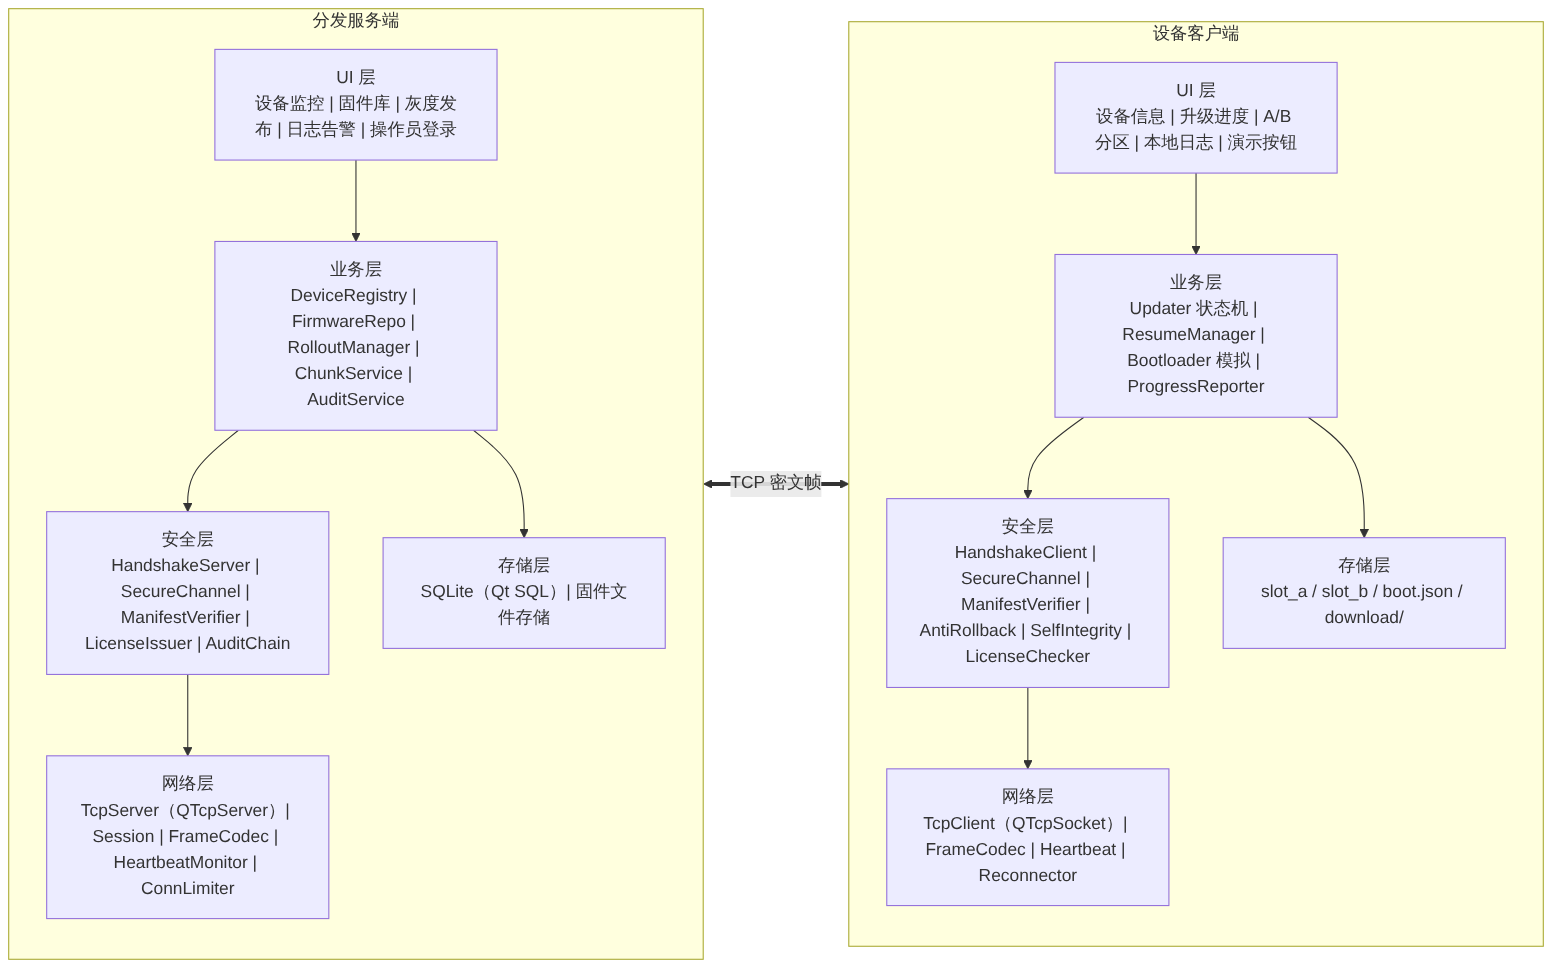 分发服务端
UI 层
设备监控 | 固件库 | 灰度发
布 | 日志告警 | 操作员登录
业务层
DeviceRegistry |
FirmwareRepo |
RolloutManager |
ChunkService |
AuditService
安全层
HandshakeServer |
SecureChannel |
ManifestVerifier |
LicenseIssuer | AuditChain
存储层
SQLite（Qt SQL）| 固件文
件存储
网络层
TcpServer（QTcpServer）|
Session | FrameCodec |
HeartbeatMonitor |
ConnLimiter
TCP 密文帧
设备客户端
UI 层
设备信息 | 升级进度 | A/B
分区 | 本地日志 | 演示按钮
业务层
Updater 状态机 |
ResumeManager |
Bootloader 模拟 |
ProgressReporter
安全层
HandshakeClient |
SecureChannel |
ManifestVerifier |
AntiRollback | SelfIntegrity |
LicenseChecker
存储层
slot_a / slot_b / boot.json /
download/
网络层
TcpClient（QTcpSocket）|
FrameCodec | Heartbeat |
Reconnector